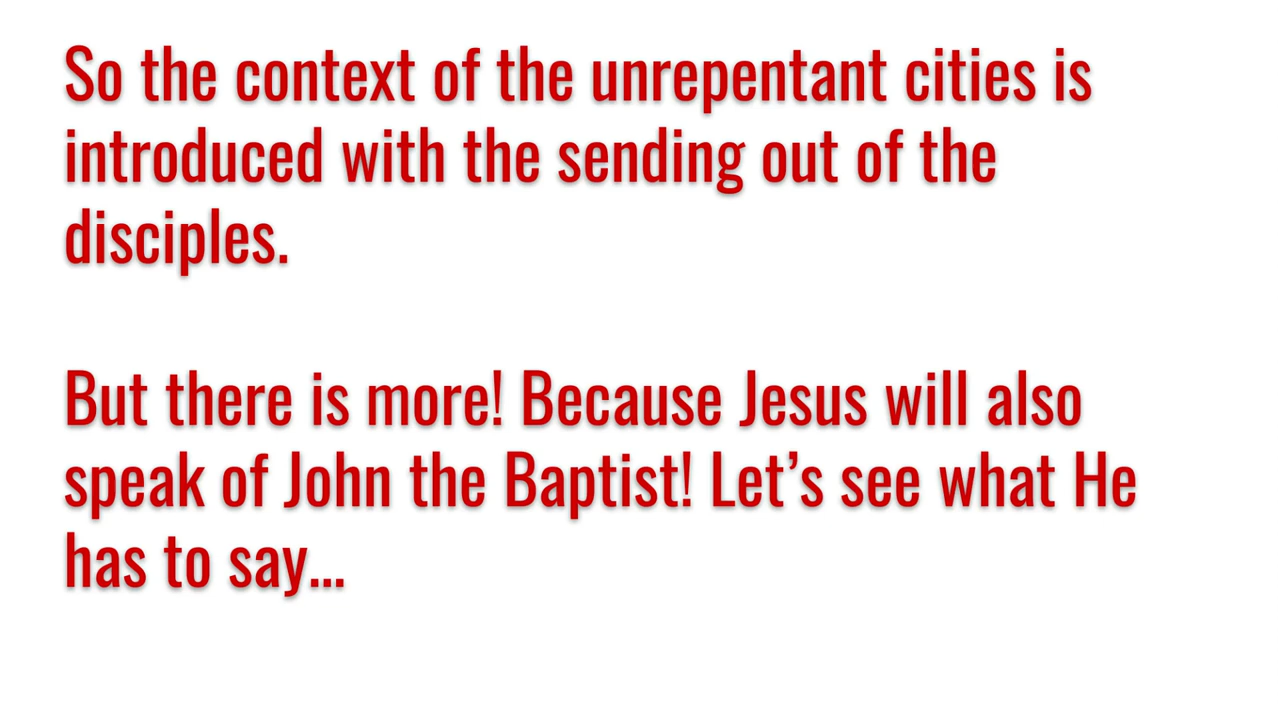 So the context of the unrepentant cities is
introduced with the sending out of the
disciples.
But there is more! Because Jesus will also
speak of John the Baptist! Let’s see what He
has to say...